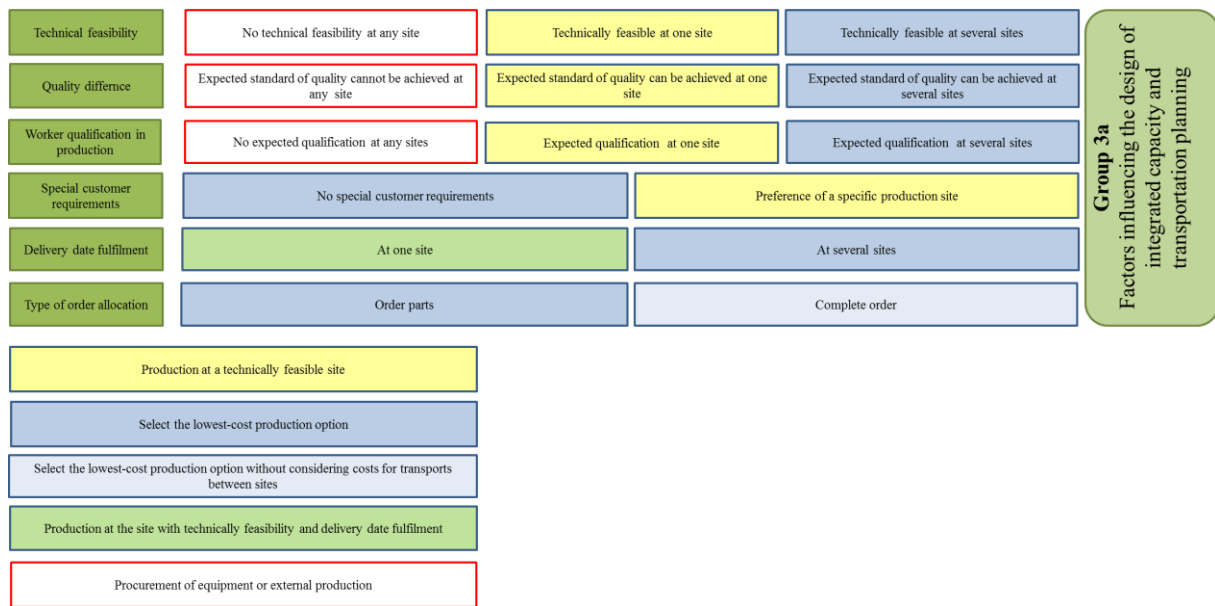 Technical feasibility
No technical feasibility at any site
Technically feasible at one site
Technically feasible at several sites
Quality differnce
Expected standard of quality cannot be achieved at
any site
Expected standard of quality can be achieved at one
site
Expected standard of quality can be achieved at
several sites
Worker qualification in
production
No expected qualification at any sites
Expected qualification at one site
Expected qualification at several sites
Special customer
requirements
No special customer requirements
Preference of a specific production site
Delivery date fulfilment
At one site
At several sites
Type of order allocation
Order parts
Complete order
Group 3a
Factors influencing the design of
integrated capacity and
transportation planning
Production at a technically feasible site
Select the lowest-cost production option
Select the lowest-cost production option without considering costs for transports
between sites
Production at the site with technically feasibility and delivery date fulfilment
Procurement of equipment or external production